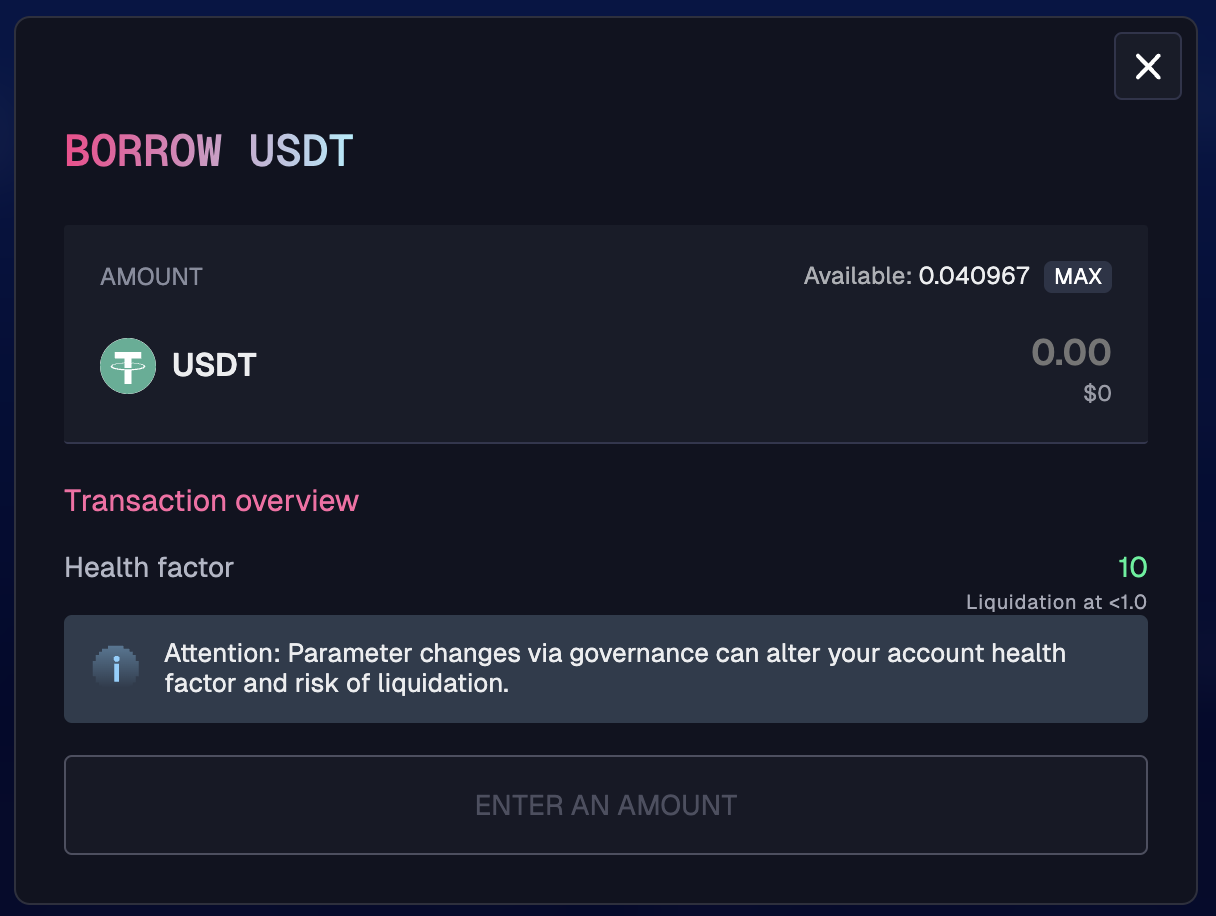 BORROW USDT
AMOUNT
Available: 0.040967 MAX
USDT
0.00
$0
Transaction overview
Health factor
10
Liquidation at <1.0
Attention: Parameter changes via governance can alter your account health
factor and risk of liquidation.
ENTER AN AMOUNT